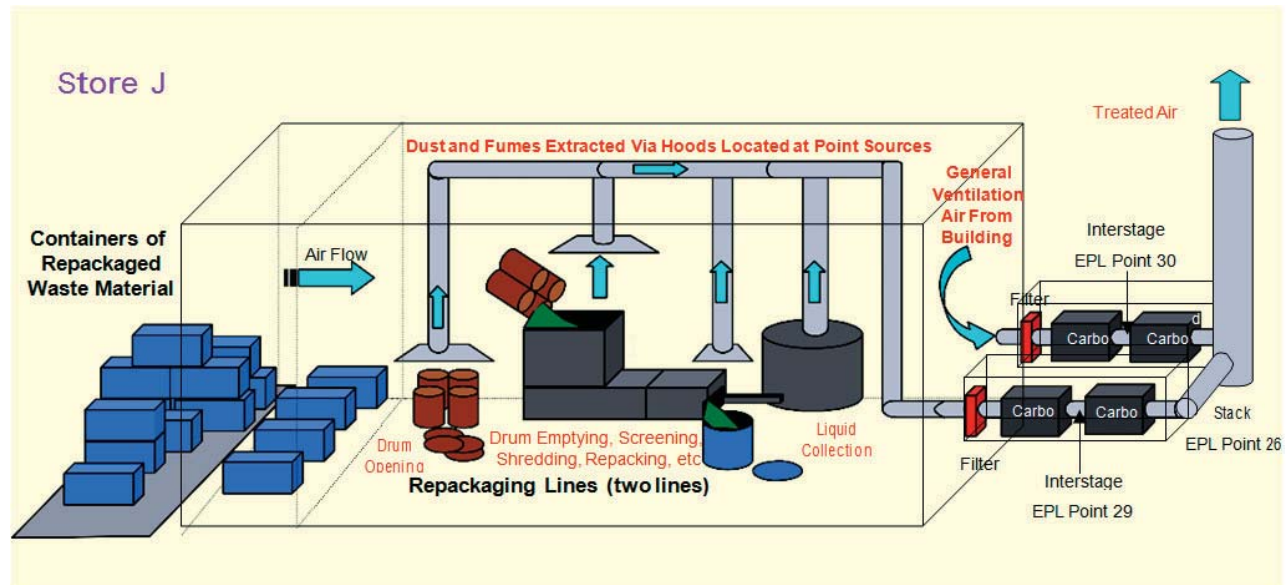 Store J
Treated Air
Dust and Fumes Extracted Via Hoods Located at Point Sources
General
Ventilation
Air From
Building
Containers of
Repackaged
Waste Material
Air Flow
Interstage
EPL Point 30
Filter
Carbo
Carbo
d
Carbo
Carbo
Stack
EPL Point 26
Filter
Interstage
EPL Point 29
Drum
Opening
Drum Emptying, Screening,
Shredding, Repacking, etc
Liquid
Collection
Repackaging Lines (two lines)